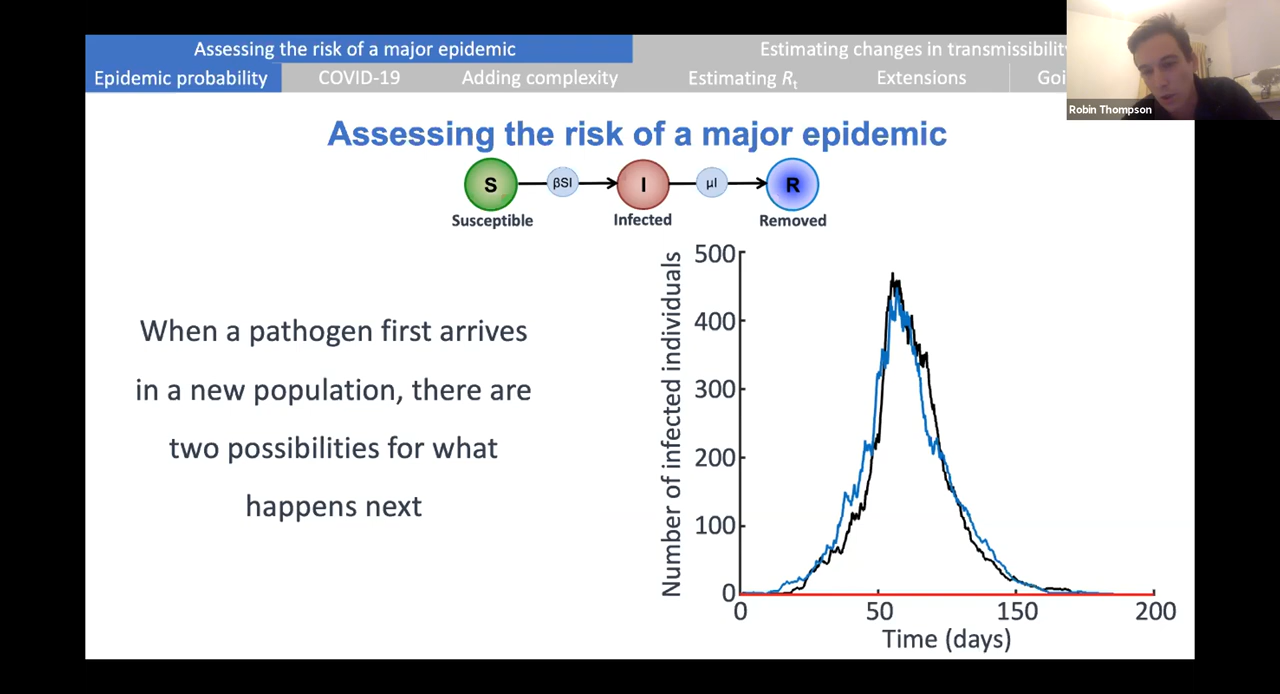 Assessing the risk of a major epidemic
Estimating changes in transmissibility
Epidemic probability
COVID-19
Adding complexity
Estimating Rt
Extensions
Robin Thompson
Assessing the risk of a major epidemic
S
βSI
I
μI
R
Susceptible
Infected
Removed
When a pathogen first arrives
in a new population, there are
two possibilities for what
happens next
Number of infected individuals
500
400
300
200
100
0
0
50
150
200
Time (days)